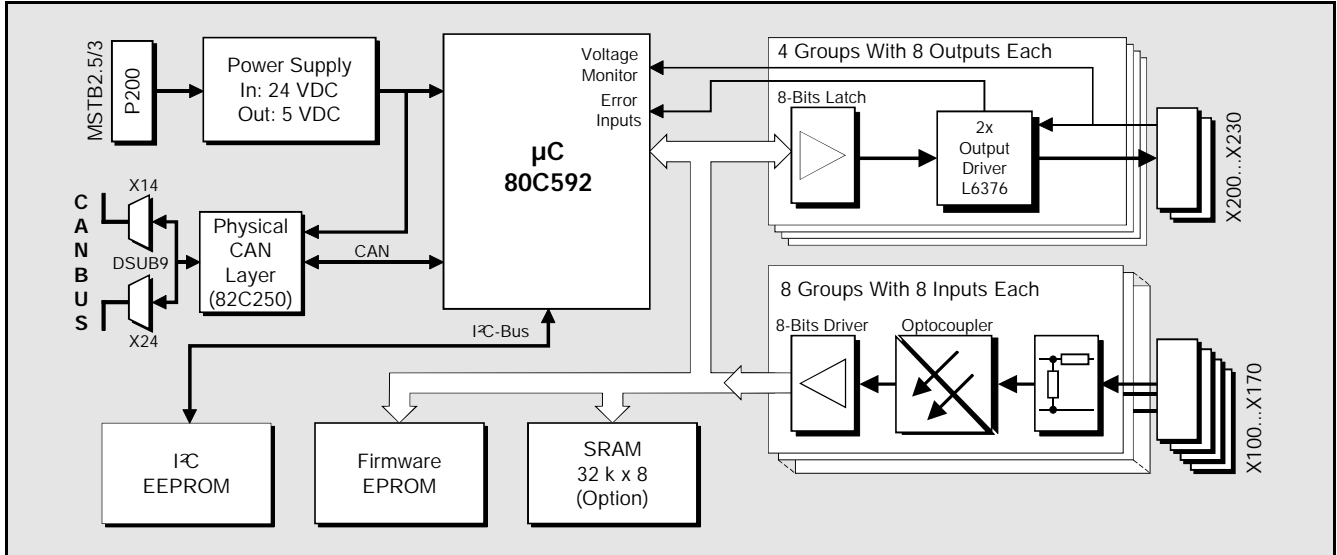 MSTB2.5/3
P200
Power Supply
In: 24 VDC
Out: 5 VDC
Voltage
Monitor
Error
Inputs
µC
80C592
4 Groups With 8 Outputs Each
8-Bits Latch
2x
Output
Driver
L6376
X200...X230
CANBUS
X14
DSUB9
X24
Physical
CAN
Layer
(82C250)
CAN
I²C-Bus
8 Groups With 8 Inputs Each
8-Bits Driver
Optocoupler
X100...X170
I²C
EEPROM
Firmware
EPROM
SRAM
32 k x 8
(Option)